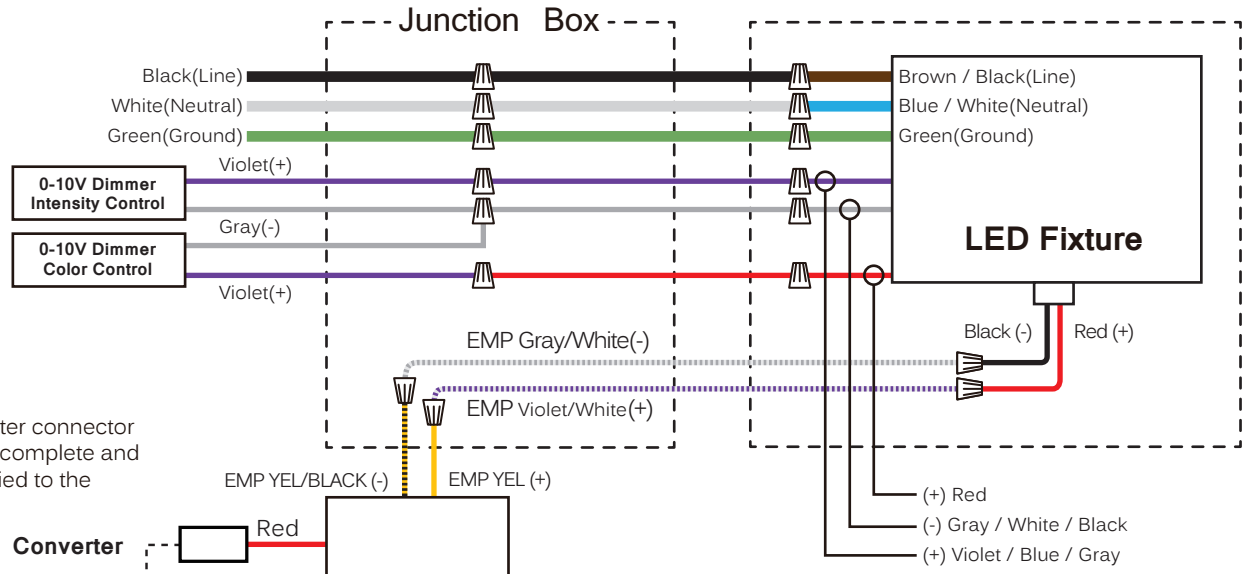 Junction Box
Black(Line)
Brown / Black(Line)
White(Neutral)
Blue / White(Neutral)
Green(Ground)
Green(Ground)
Violet(+)
0-10V Dimmer
Intensity Control
Gray(-)
LED Fixture
0-10V Dimmer
Color Control
Violet(+)
Black (-)
Red (+)
EMP Gray/White(-)
EMP Violet/White(+)
ter connector
complete and
ied to the
EMP YEL/BLACK (-)
EMP YEL (+)
(+) Red
(-) Gray / White / Black
(+) Violet / Blue / Gray
Red
Converter